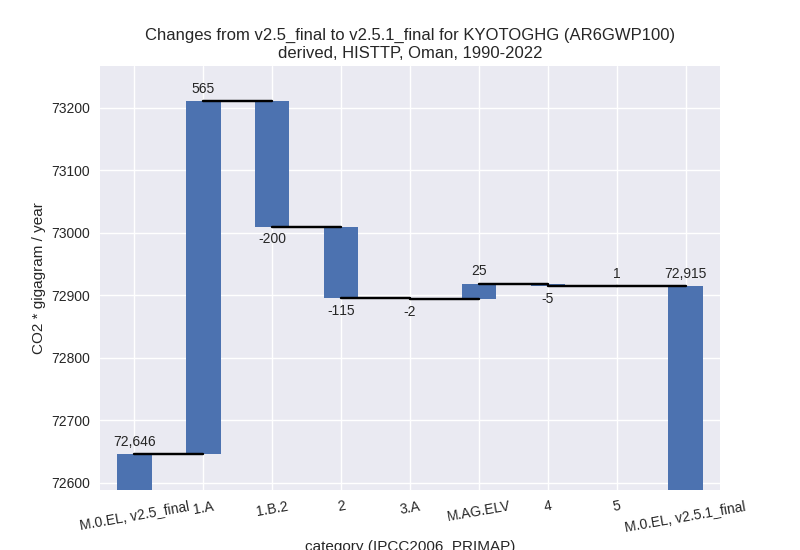 Changes from v2.5_final to v2.5.1_final for KYOTOGHG (AR6GWP100)
derived, HISTTP, Oman, 1990-2022
CO2 * gigagram / year
73200
73100
73000
72900
72800
72700
72600
72,646
565
-200
-115
-2
25
-5
1
72,915
M.0.EL, v2.5_final
1.A
1.B.2
2
3.A
M.AG.ELV
4
5
M.0.EL, v2.5.1_final
category (IPCC2006_PRIMAP)